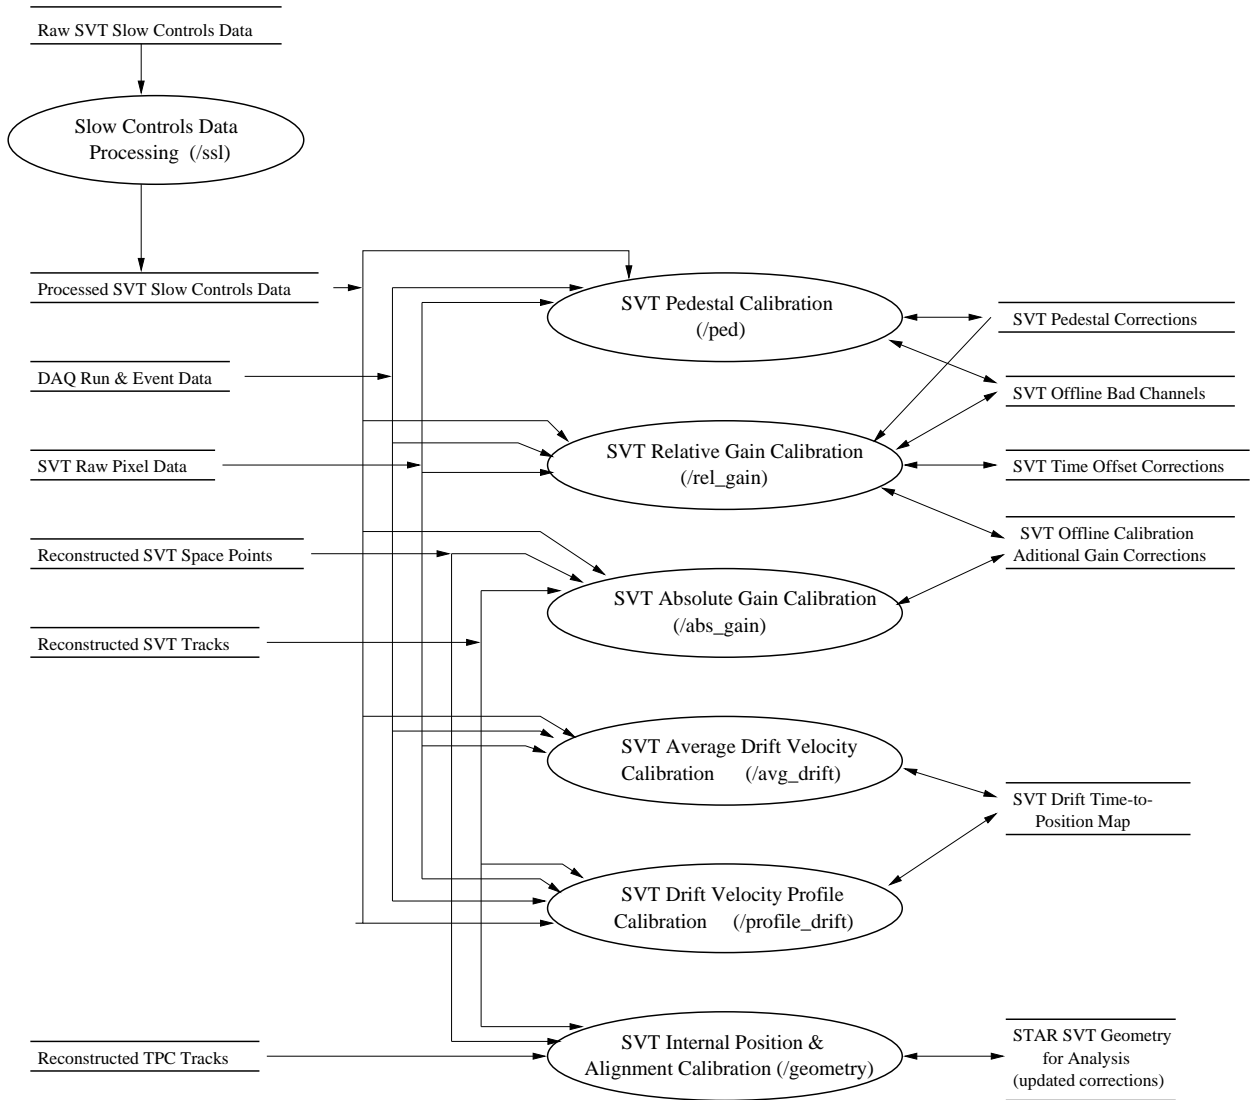 Raw SVT Slow Controls Data
Slow Controls Data
Processing (/ssl)
Processed SVT Slow Controls Data
DAQ Run & Event Data
SVT Raw Pixel Data
Reconstructed SVT Space Points
Reconstructed SVT Tracks
Reconstructed TPC Tracks
SVT Pedestal Calibration
(/ped)
SVT Relative Gain Calibration
(/rel_gain)
SVT Absolute Gain Calibration
(/abs_gain)
SVT Average Drift Velocity
Calibration (/avg_drift)
SVT Drift Velocity Profile
Calibration (/profile_drift)
SVT Internal Position &
Alignment Calibration (/geometry)
SVT Pedestal Corrections
SVT Offline Bad Channels
SVT Time Offset Corrections
SVT Offline Calibration
Aditional Gain Corrections
SVT Drift Time-to-
Position Map
STAR SVT Geometry
for Analysis
(updated corrections)